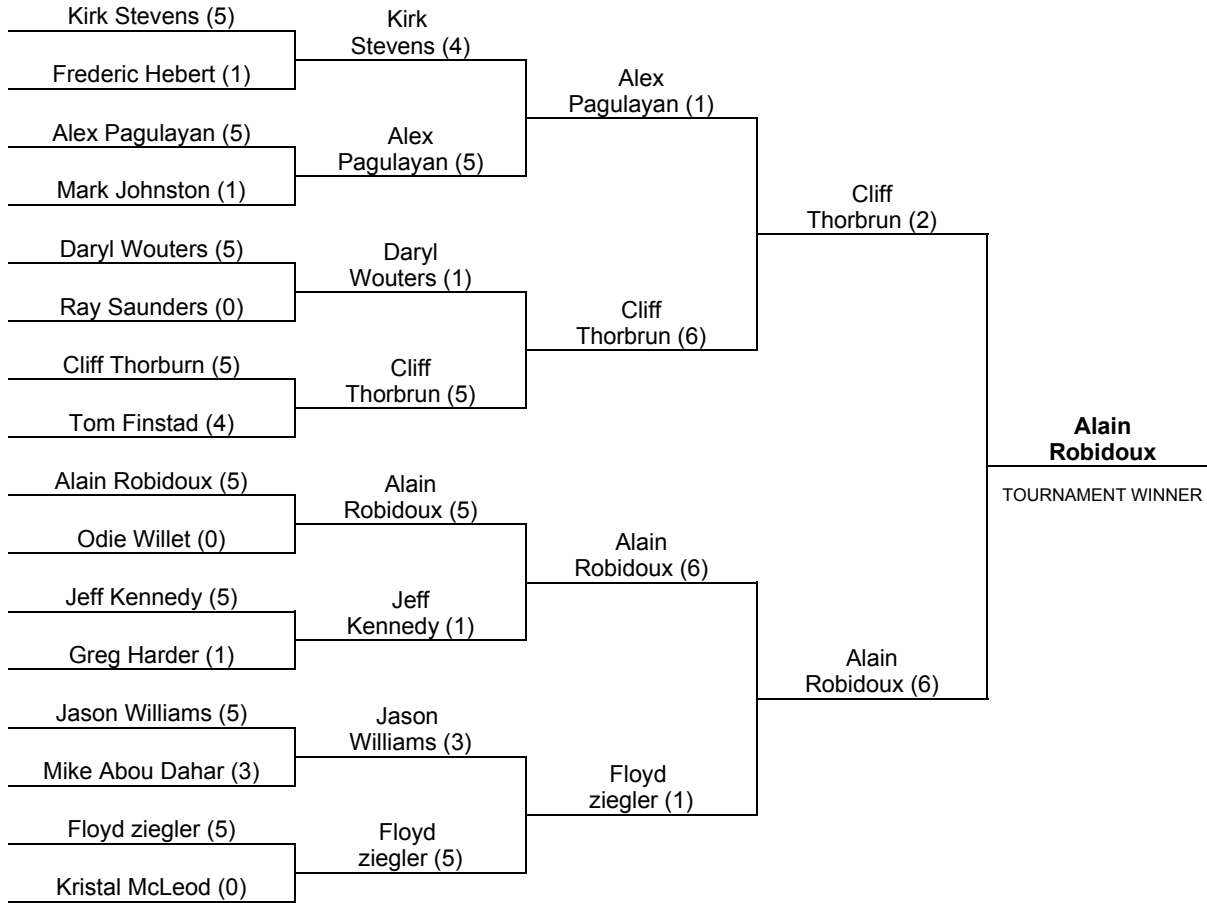 Kirk Stevens (5)
Frederic Hebert (1)
Alex Pagulayan (5)
Mark Johnston (1)
Daryl Wouters (5)
Ray Saunders (0)
Cliff Thorburn (5)
Tom Finstad (4)
Alain Robidoux (5)
Odie Willet (0)
Jeff Kennedy (5)
Greg Harder (1)
Jason Williams (5)
Mike Abou Dahar (3)
Floyd ziegler (5)
Kristal McLeod (0)
Kirk
Stevens (4)
Alex
Pagulayan (5)
Daryl
Wouters (1)
Cliff
Thorbrun (5)
Alain
Robidoux (5)
Jeff
Kennedy (1)
Jason
Williams (3)
Floyd
ziegler (5)
Alex
Pagulayan (1)
Cliff
Thorbrun (6)
Alain
Robidoux (6)
Floyd
ziegler (1)
Cliff
Thorbrun (2)
Alain
Robidoux (6)
Alain
Robidoux
TOURNAMENT WINNER